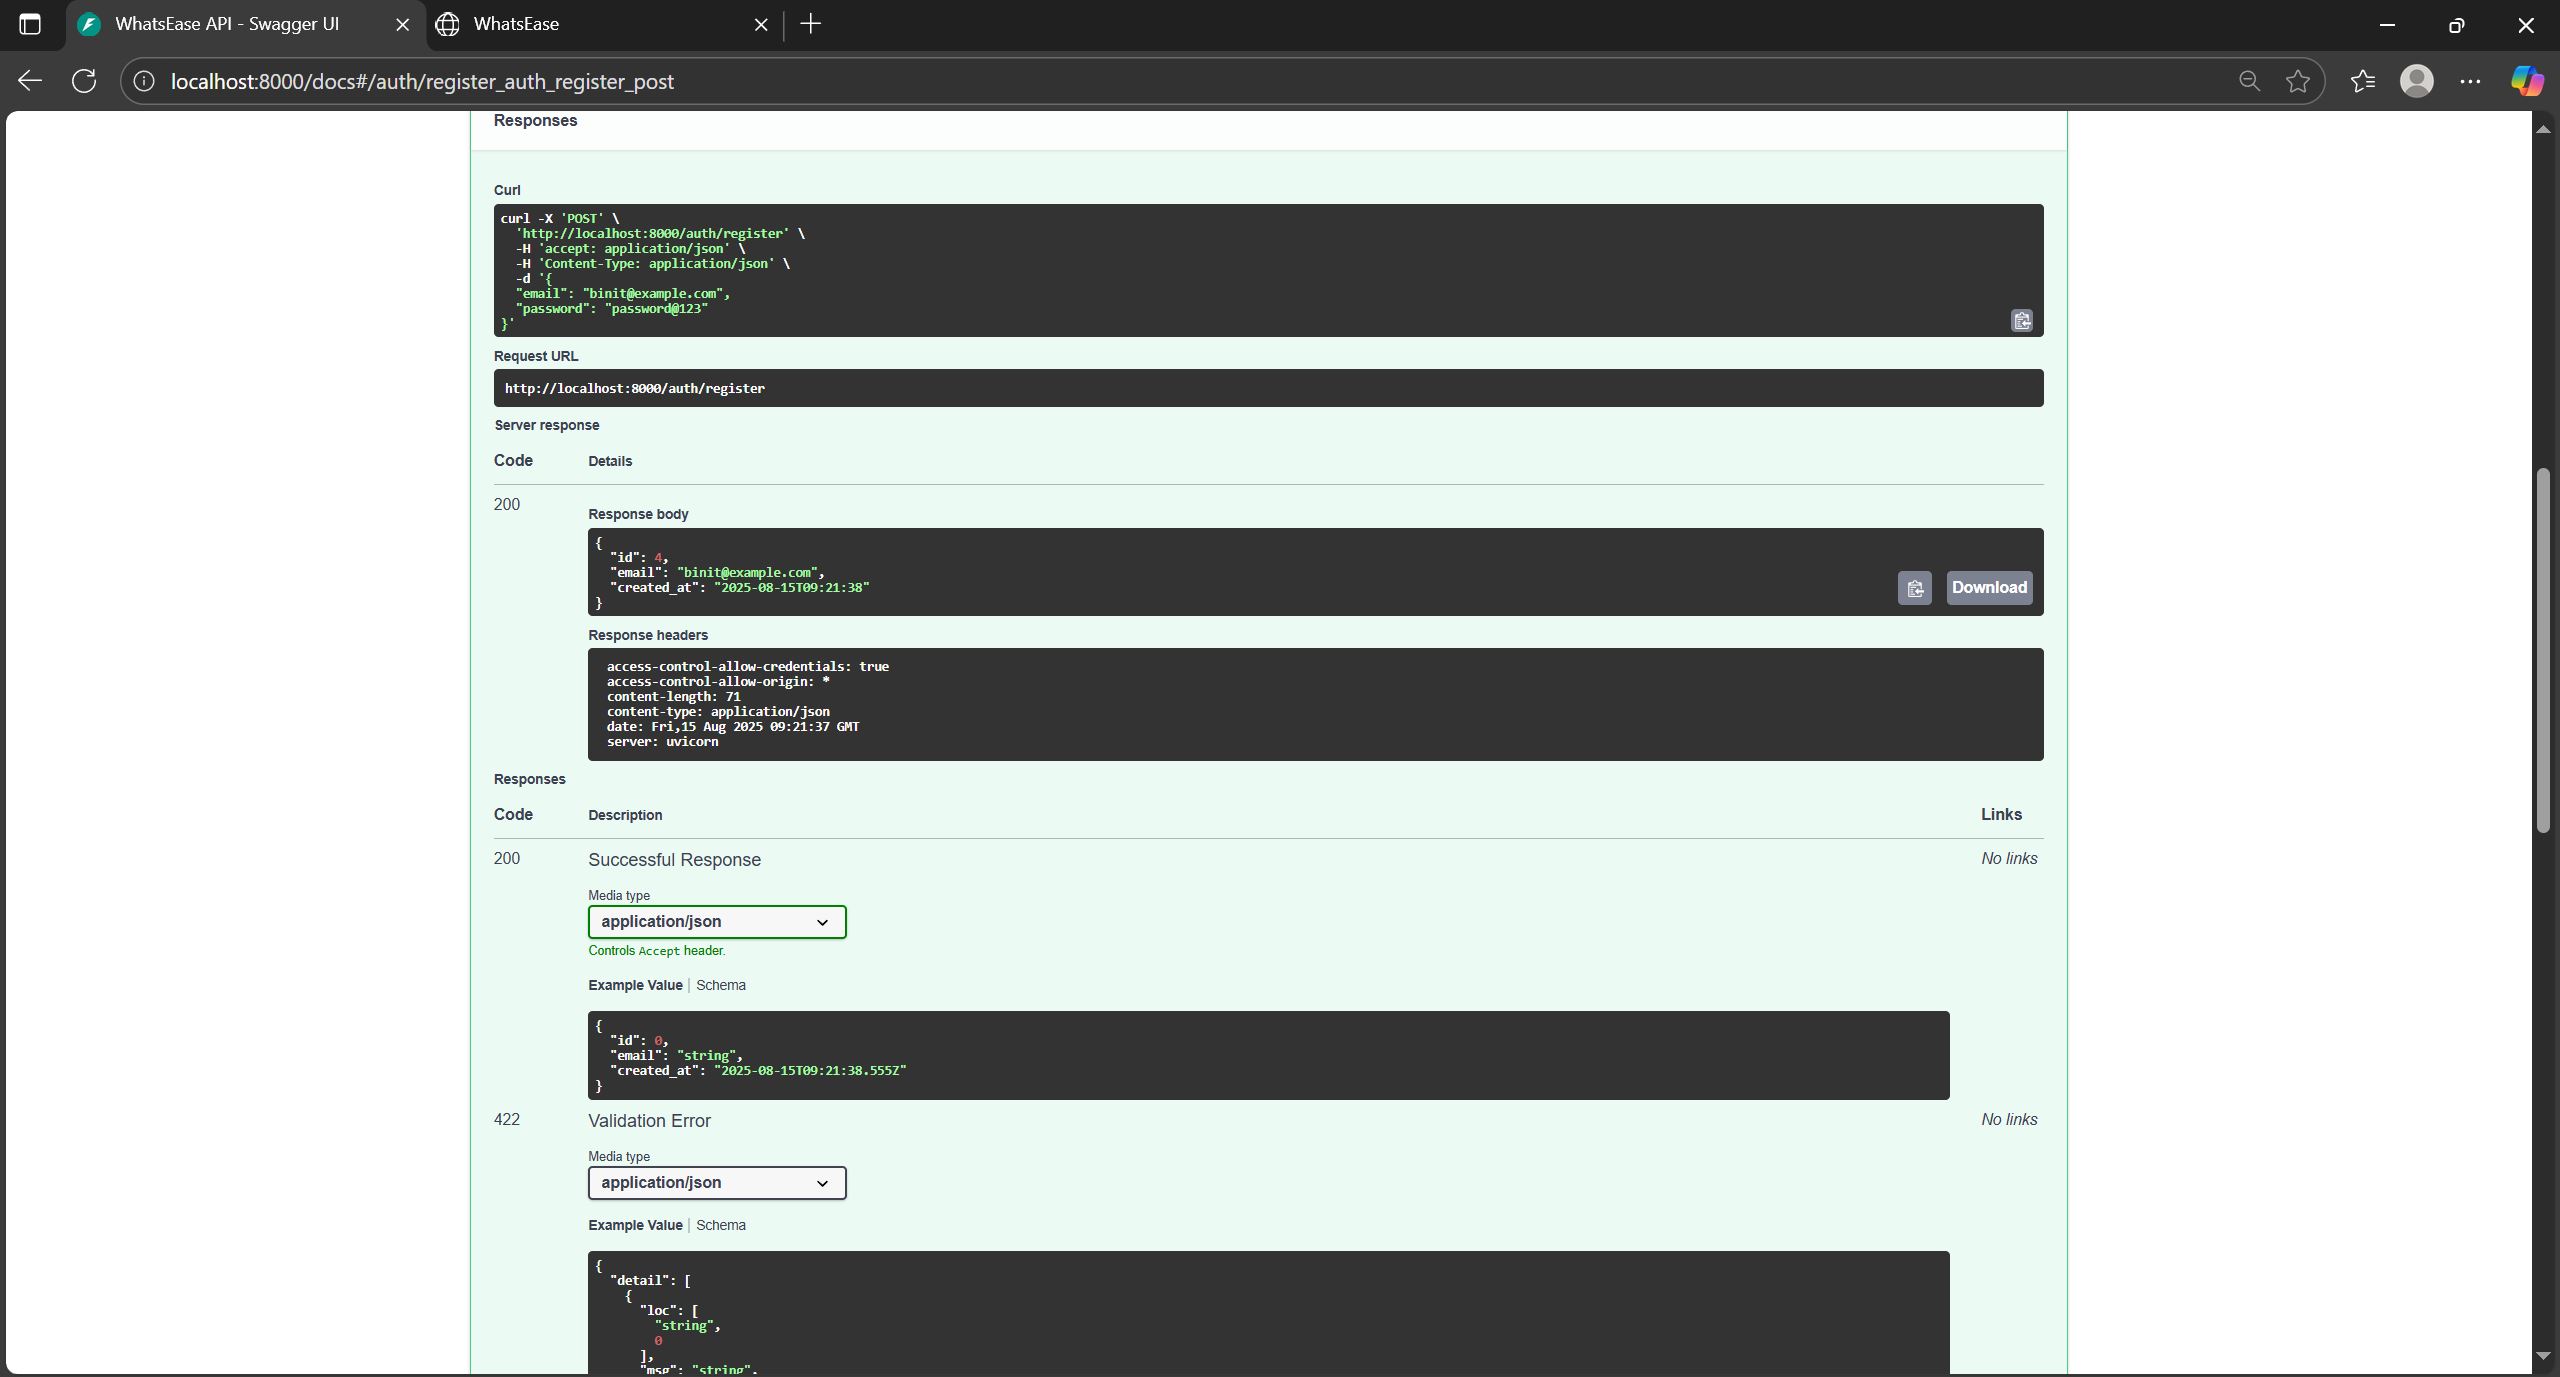 WhatsEase API - Swagger UI
WhatsEase
localhost:8000/docs#/auth/register_auth_register_post
Responses
Curl
curl -X 'POST' \
'http://localhost:8000/auth/register' \
-H 'accept: application/json' \
-H 'Content-Type: application/json' \
-d '{
"email": "binit@example.com",
"password": "password@123"
}'
Request URL
http://localhost:8000/auth/register
Server response
Code Details
200
Response body
{
"id": 4,
"email": "binit@example.com",
"created_at": "2025-08-15T09:21:38"
}
Download
Response headers
access-control-allow-credentials: true
access-control-allow-origin: *
content-length: 71
content-type: application/json
date: Fri,15 Aug 2025 09:21:37 GMT
server: uvicorn
Responses
Code Description Links
200 Successful Response No links
Media type
application/json
Controls Accept header.
Example Value | Schema
{
"id": 0,
"email": "string",
"created_at": "2025-08-15T09:21:38.555Z"
}
422 Validation Error No links
Media type
application/json
Example Value | Schema
{
"detail": [
{
"loc": [
"string",
0
],
"msg": "string",